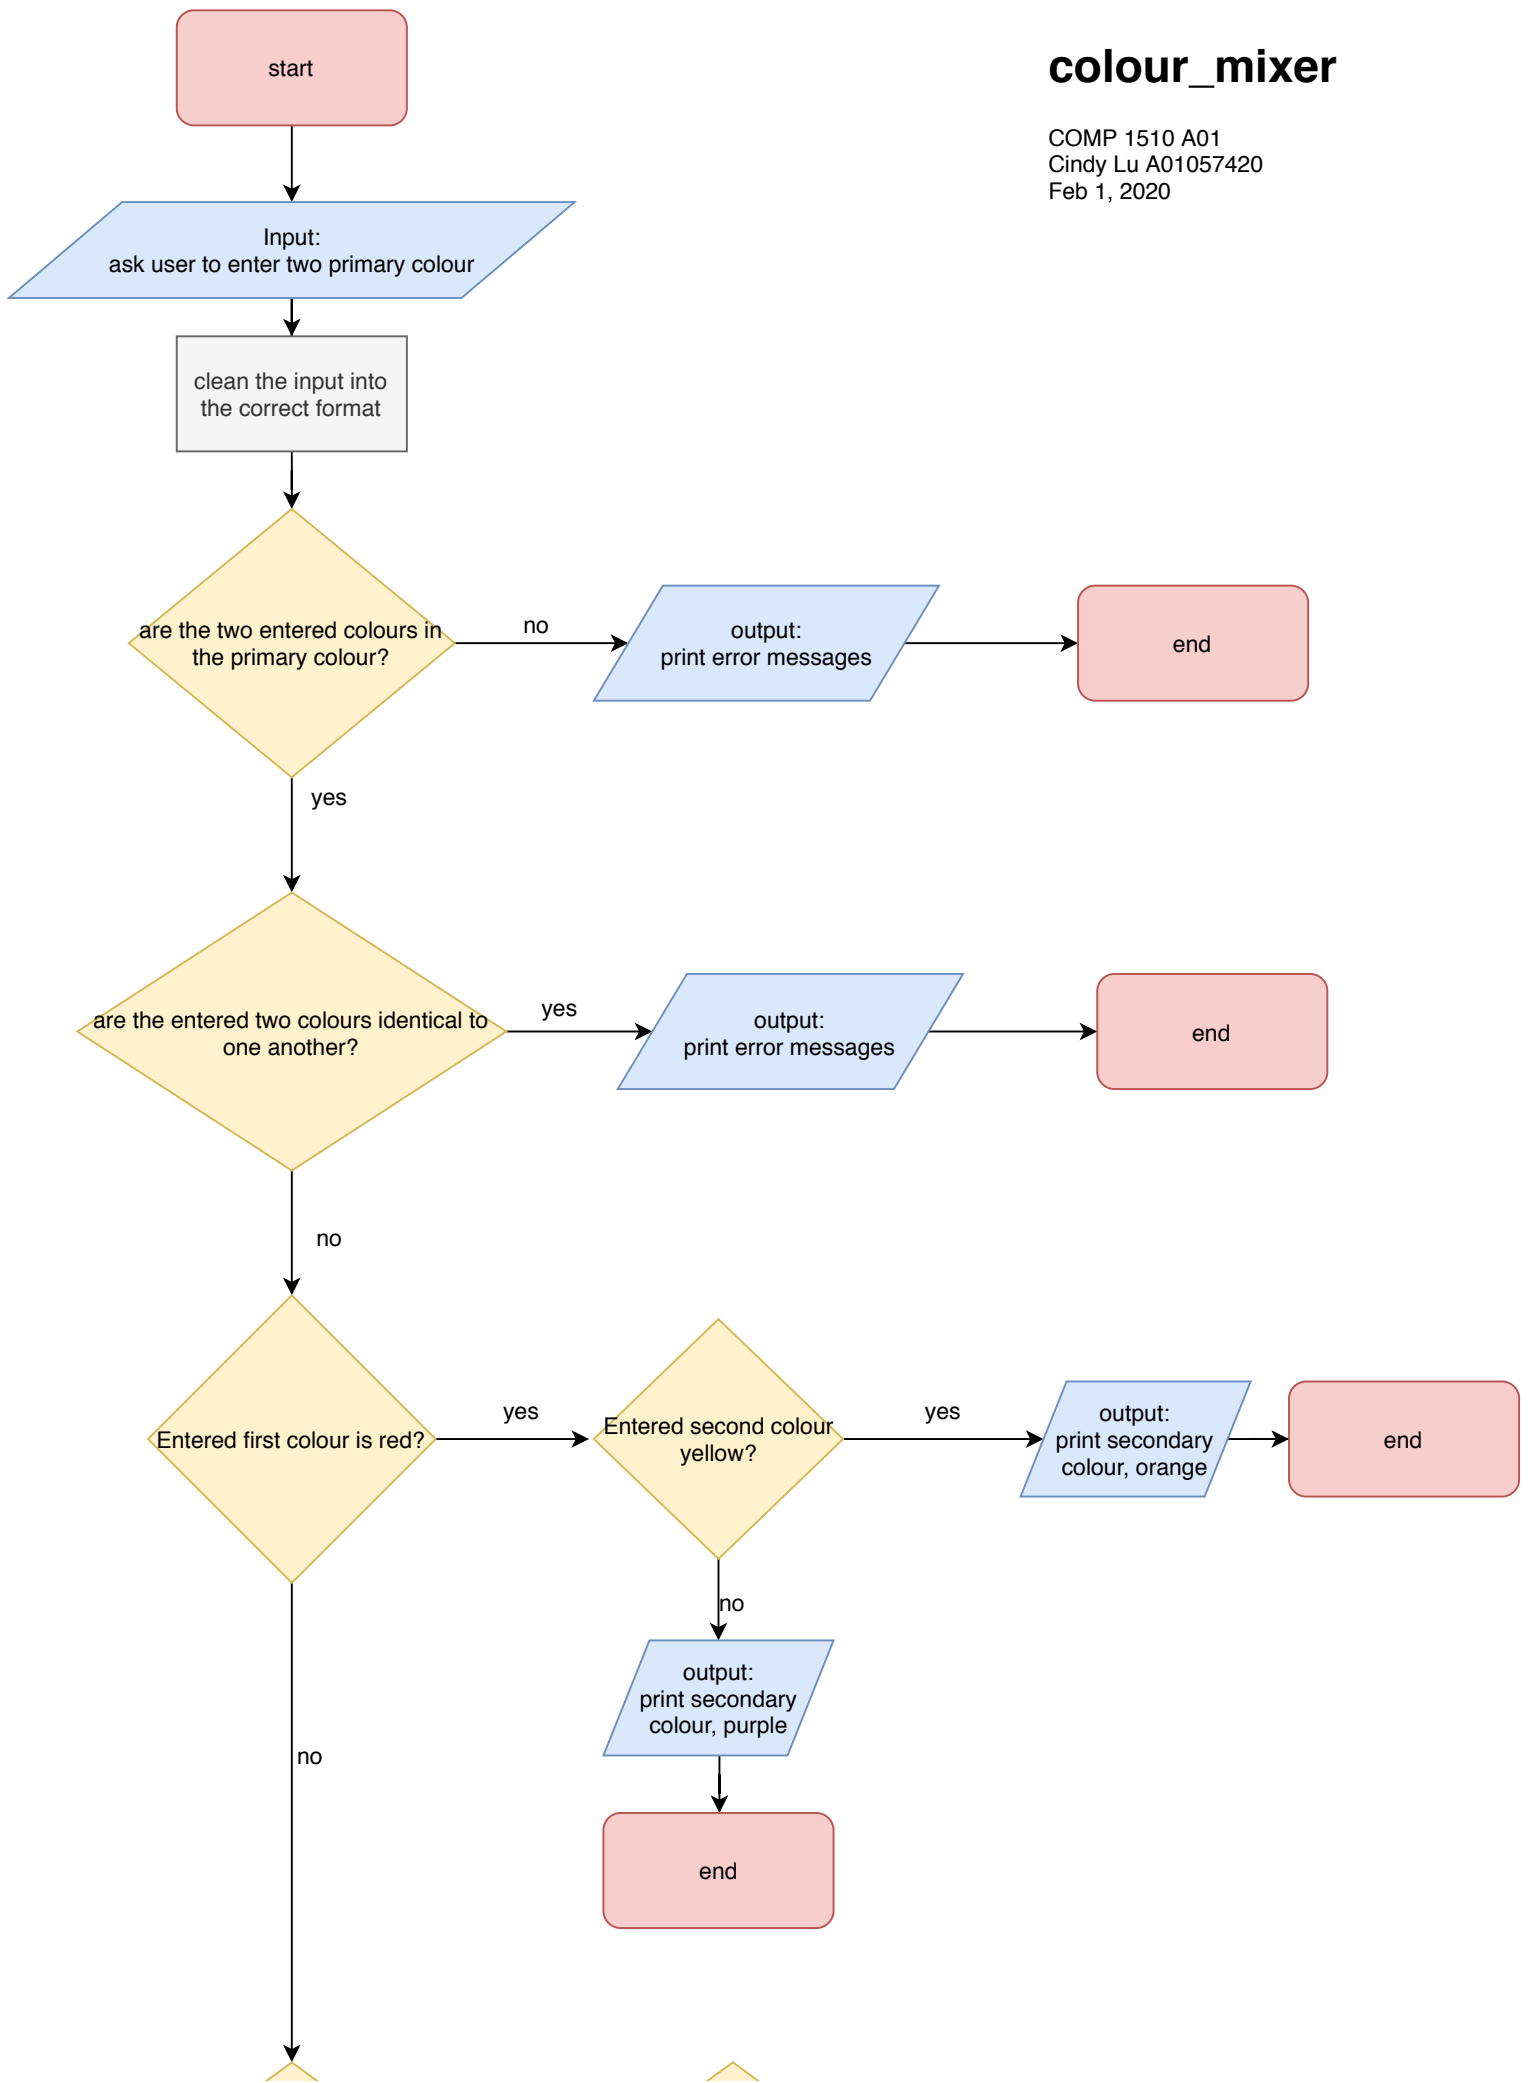 start
colour_mixer
COMP 1510 A01
Cindy Lu A01057420
Feb 1, 2020
Input:
ask user to enter two primary colour
clean the input into
the correct format
are the two entered colours in
the primary colour?
no
output:
print error messages
end
yes
are the entered two colours identical to
one another?
yes
output:
print error messages
end
no
Entered first colour is red?
yes
Entered second colour
yellow?
yes
output:
print secondary
colour, orange
end
no
output:
print secondary
colour, purple
no
end